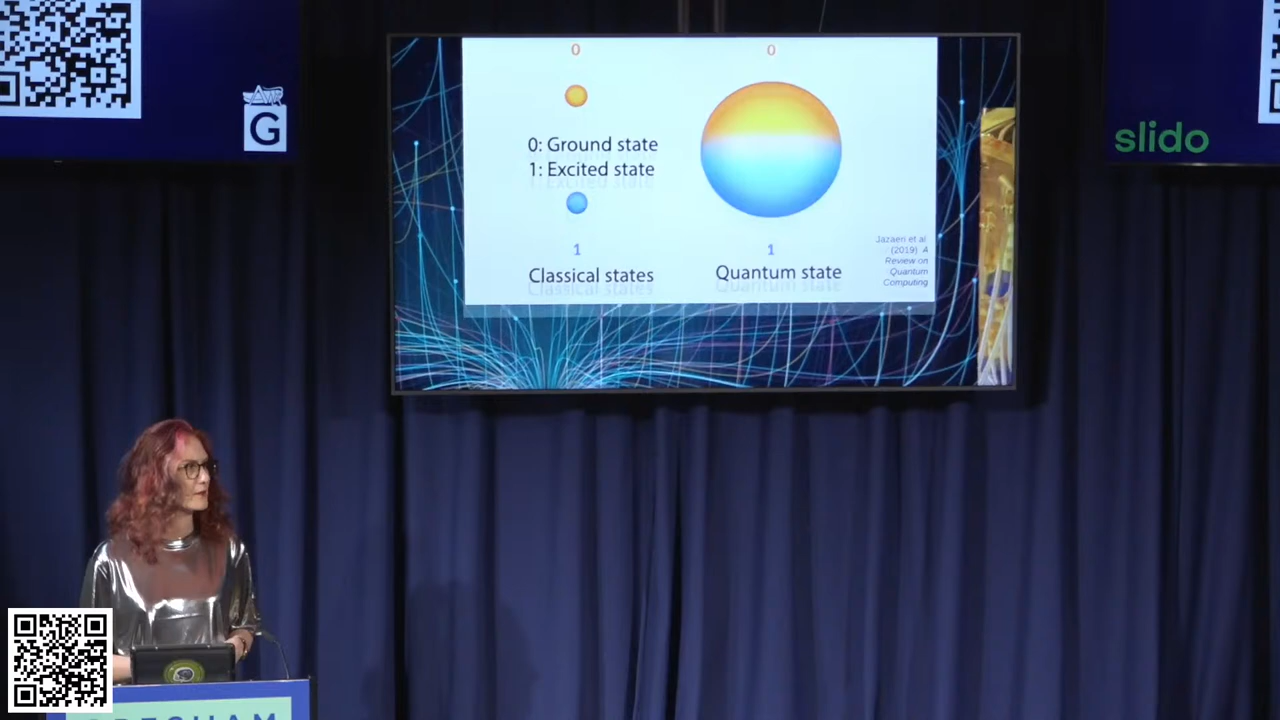 G
slido
0
0
0: Ground state
1: Excited state
1
1
Classical states
Quantum state
Jazaeri et al
(2019) A
Review on
Quantum
Computing
GRESHAM